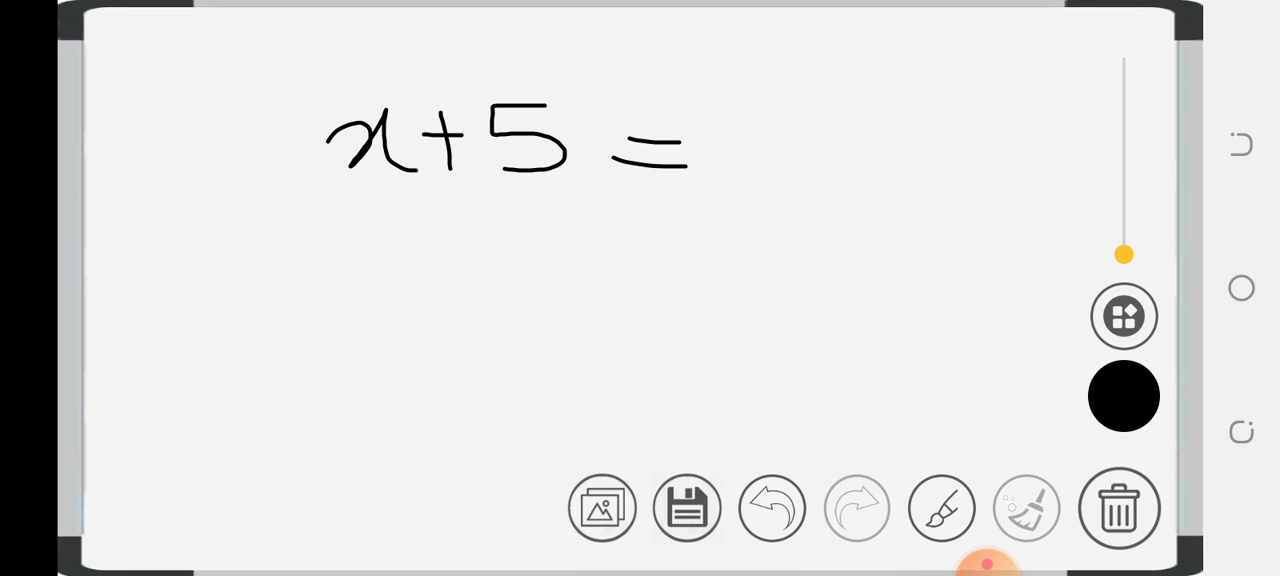 x+5 =